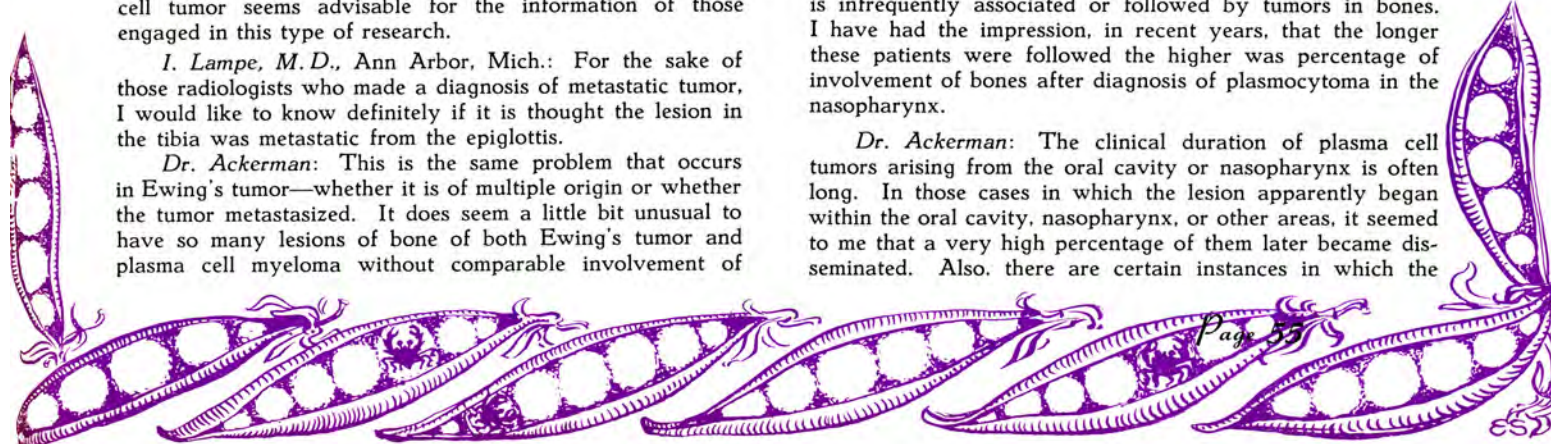 cell tumor seems advisable for the information of those
engaged in this type of research.
I. Lampe, M.D., Ann Arbor, Mich.: For the sake of
those radiologists who made a diagnosis of metastatic tumor,
I would like to know definitely if it is thought the lesion in
the tibia was metastatic from the epiglottis.
Dr. Ackerman: This is the same problem that occurs
in Ewing's tumor—whether it is of multiple origin or whether
the tumor metastasized. It does seem a little bit unusual to
have so many lesions of bone of both Ewing's tumor and
plasma cell myeloma without comparable involvement of
is infrequently associated or followed by tumors in bones.
I have had the impression, in recent years, that the longer
these patients were followed the higher was percentage of
involvement of bones after diagnosis of plasmocytoma in the
nasopharynx.
Dr. Ackerman: The clinical duration of plasma cell
tumors arising from the oral cavity or nasopharynx is often
long. In those cases in which the lesion apparently began
within the oral cavity, nasopharynx, or other areas, it seemed
to me that a very high percentage of them later became dis-
seminated. Also, there are certain instances in which the
Page 55
ES